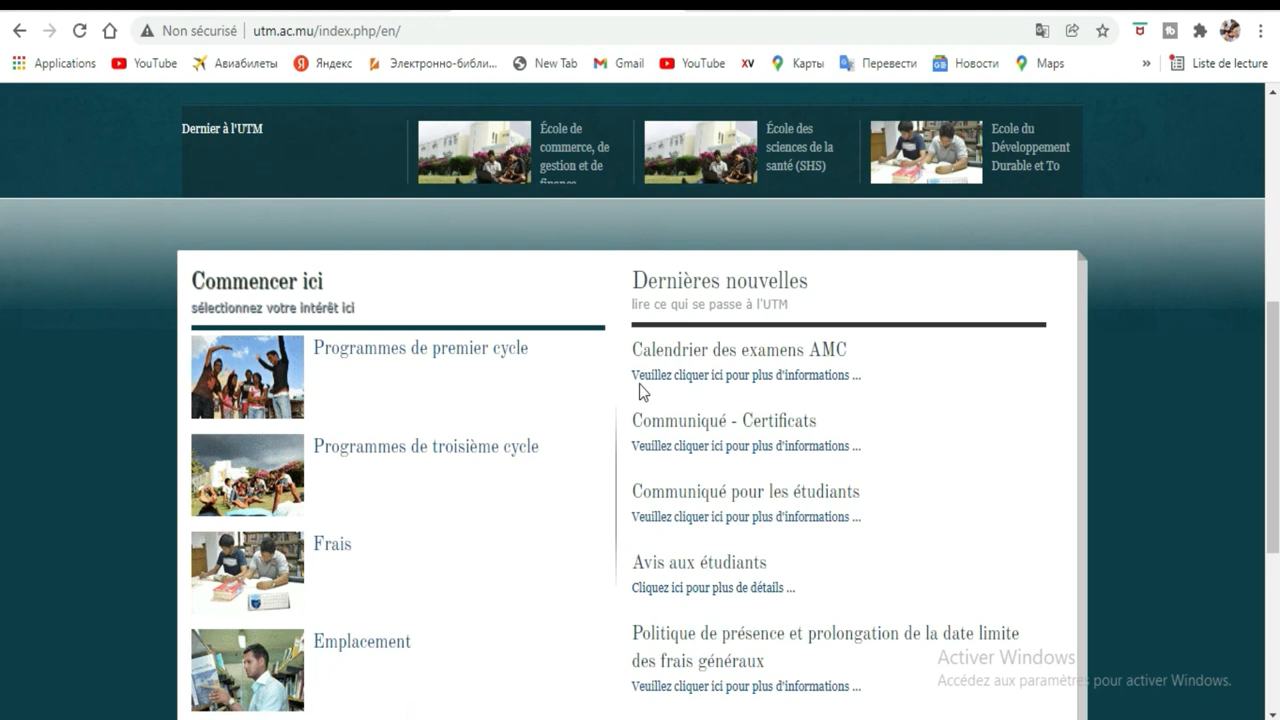 Non sécurisé utm.ac.mu/index.php/en/
Applications YouTube Авиабилеты Яндекс Электронно-библи... New Tab Gmail YouTube XV Карты Перевести Новости Maps » Liste de lecture
Dernier à l'UTM
École de
commerce, de
gestion et de
finance
École des
sciences de la
santé (SHS)
Ecole du
Développement
Durable et To
Commencer ici
sélectionnez votre intérêt ici
Programmes de premier cycle
Programmes de troisième cycle
Frais
Emplacement
Dernières nouvelles
lire ce qui se passe à l'UTM
Calendrier des examens AMC
Veuillez cliquer ici pour plus d'informations ...
Communiqué - Certificats
Veuillez cliquer ici pour plus d'informations ...
Communiqué pour les étudiants
Veuillez cliquer ici pour plus d'informations ...
Avis aux étudiants
Cliquez ici pour plus de détails ...
Politique de présence et prolongation de la date limite
des frais généraux
Veuillez cliquer ici pour plus d'informations ...
Activer Windows
Accédez aux paramètres pour activer Windows.